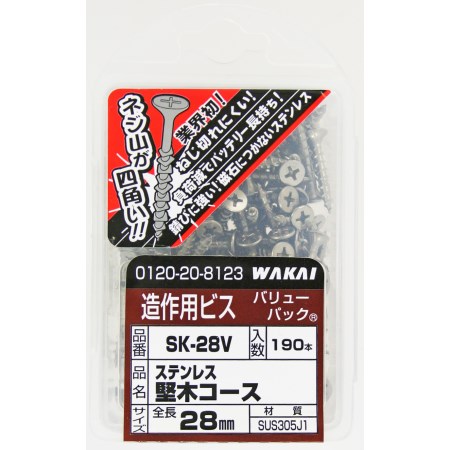 ネジ山が
四角い!!
業界初!
ねじ切れにくい!
負荷減でバッテリー長持ち!
錆びに強い!磁石につかないステンレス
0120-20-8123 WAKAI
造作用ビス バリューパック®
品番 SK-28V 入数 190本
品名 ステンレス 堅木コース
サイズ 全長 28mm 材質 SUS305J1